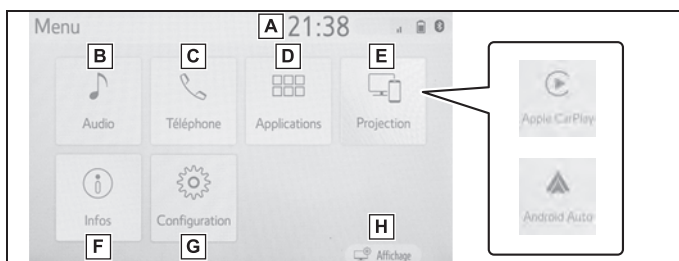 Menu A 21:38
B C D E
Audio Téléphone Applications Projection
Apple CarPlay
Infos Configuration
Android Auto
F G H
Affichage